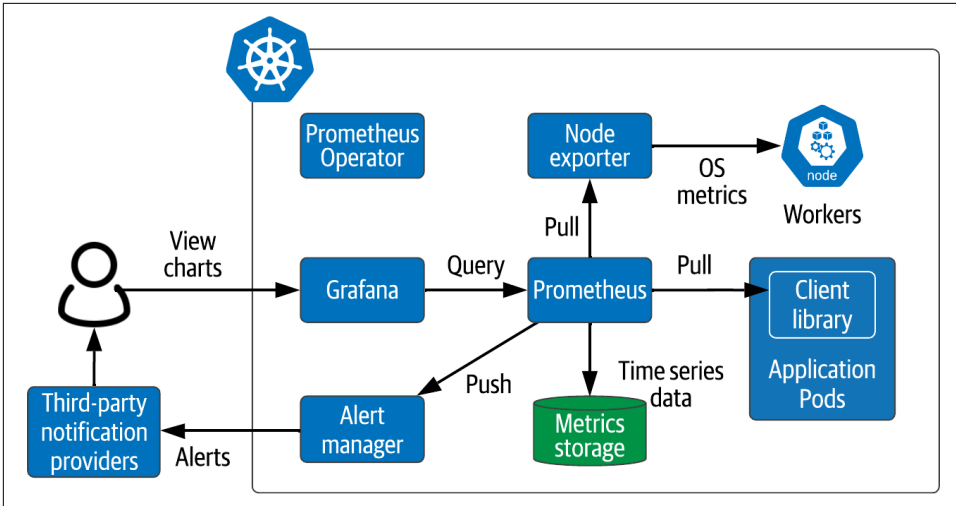 Prometheus
Operator
Node
exporter
OS
metrics
node
Workers
Pull
View
charts
Grafana
Query
Prometheus
Pull
Client
library
Application
Pods
Push
Time series
data
Third-party
notification
providers
Alerts
Alert
manager
Metrics
storage